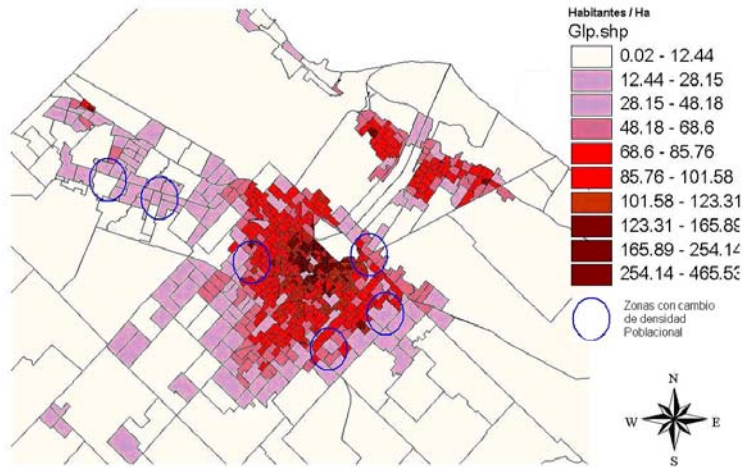 Habitantes / Ha
Glp.shp
0.02 - 12.44
12.44 - 28.15
28.15 - 48.18
48.18 - 68.6
68.6 - 85.76
85.76 - 101.58
101.58 - 123.31
123.31 - 165.89
165.89 - 254.14
254.14 - 465.53
Zonas con cambio
de densidad
Poblacional
N
W E
S